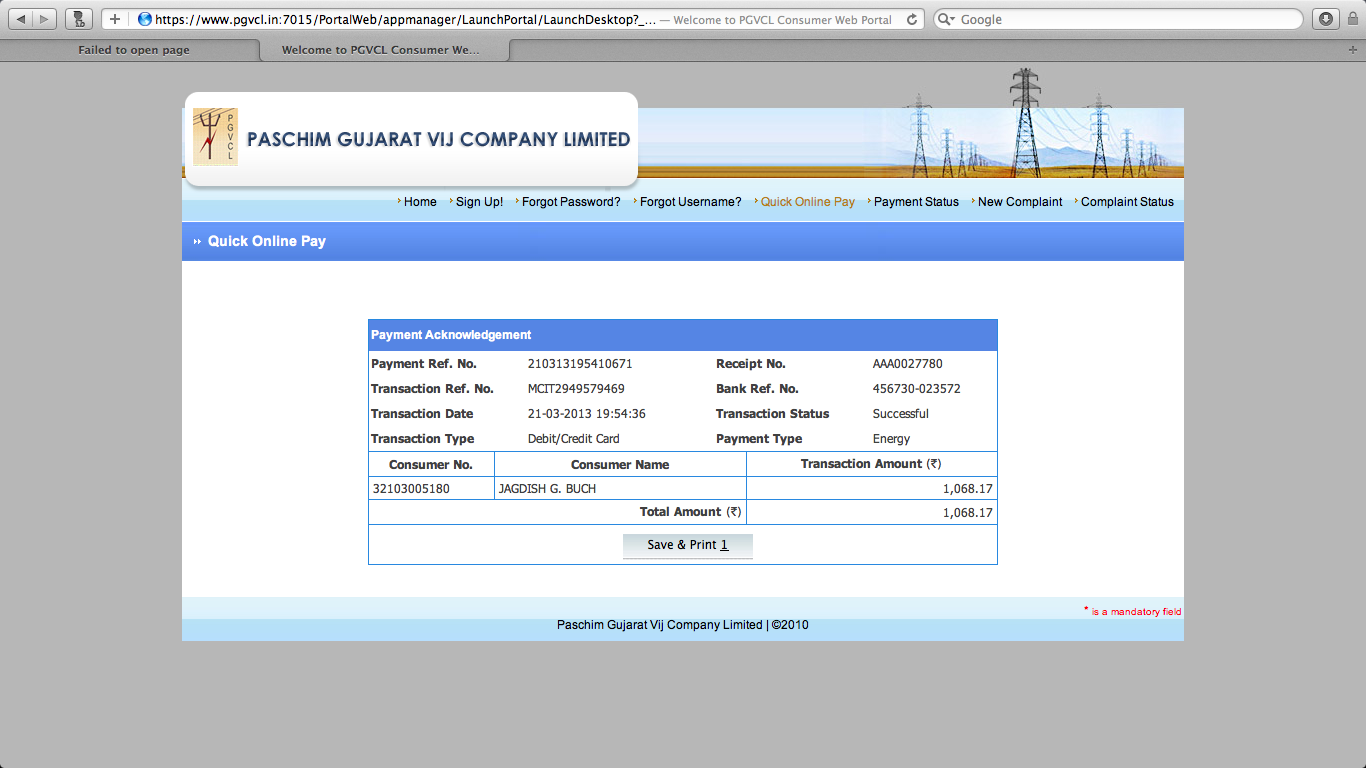 https://www.pgvcl.in:7015/PortalWeb/appmanager/LaunchPortal/LaunchDesktop?_... — Welcome to PGVCL Consumer Web Portal
Google
Failed to open page
Welcome to PGVCL Consumer We...
PGVCL
PASCHIM GUJARAT VIJ COMPANY LIMITED
Home Sign Up! Forgot Password? Forgot Username? Quick Online Pay Payment Status New Complaint Complaint Status
Quick Online Pay
Payment Acknowledgement
Payment Ref. No. 210313195410671 Receipt No. AAA0027780
Transaction Ref. No. MCIT2949579469 Bank Ref. No. 456730-023572
Transaction Date 21-03-2013 19:54:36 Transaction Status Successful
Transaction Type Debit/Credit Card Payment Type Energy
Consumer No. Consumer Name Transaction Amount (₹)
32103005180 JAGDISH G. BUCH 1,068.17
Total Amount (₹) 1,068.17
Save & Print 1
* is a mandatory field
Paschim Gujarat Vij Company Limited | ©2010